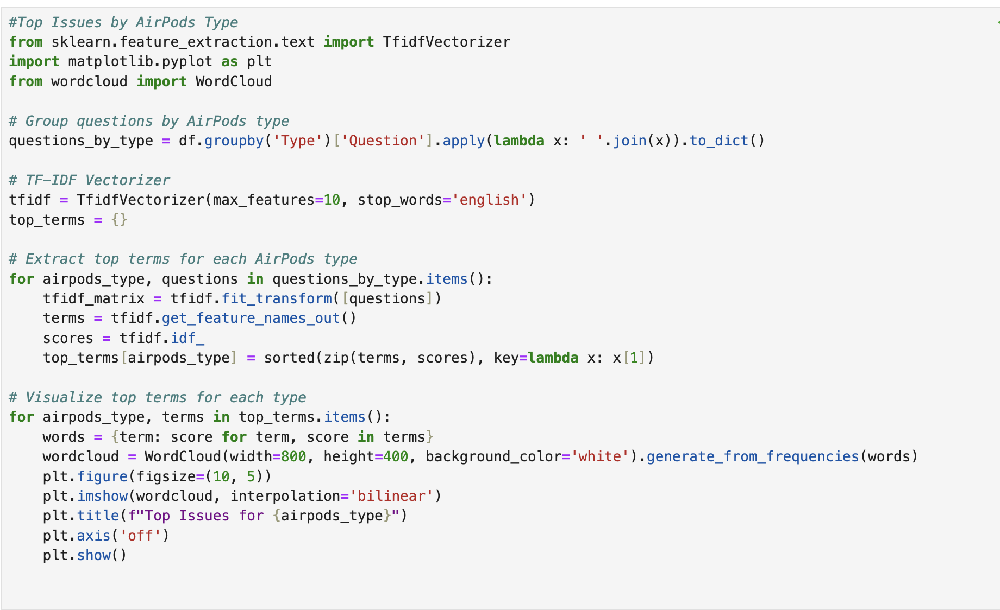 #Top Issues by AirPods Type
from sklearn.feature_extraction.text import TfidfVectorizer
import matplotlib.pyplot as plt
from wordcloud import WordCloud

# Group questions by AirPods type
questions_by_type = df.groupby('Type')['Question'].apply(lambda x: ' '.join(x)).to_dict()

# TF-IDF Vectorizer
tfidf = TfidfVectorizer(max_features=10, stop_words='english')
top_terms = {}

# Extract top terms for each AirPods type
for airpods_type, questions in questions_by_type.items():
    tfidf_matrix = tfidf.fit_transform([questions])
    terms = tfidf.get_feature_names_out()
    scores = tfidf.idf_
    top_terms[airpods_type] = sorted(zip(terms, scores), key=lambda x: x[1])

# Visualize top terms for each type
for airpods_type, terms in top_terms.items():
    words = {term: score for term, score in terms}
    wordcloud = WordCloud(width=800, height=400, background_color='white').generate_from_frequencies(words)
    plt.figure(figsize=(10, 5))
    plt.imshow(wordcloud, interpolation='bilinear')
    plt.title(f"Top Issues for {airpods_type}")
    plt.axis('off')
    plt.show()